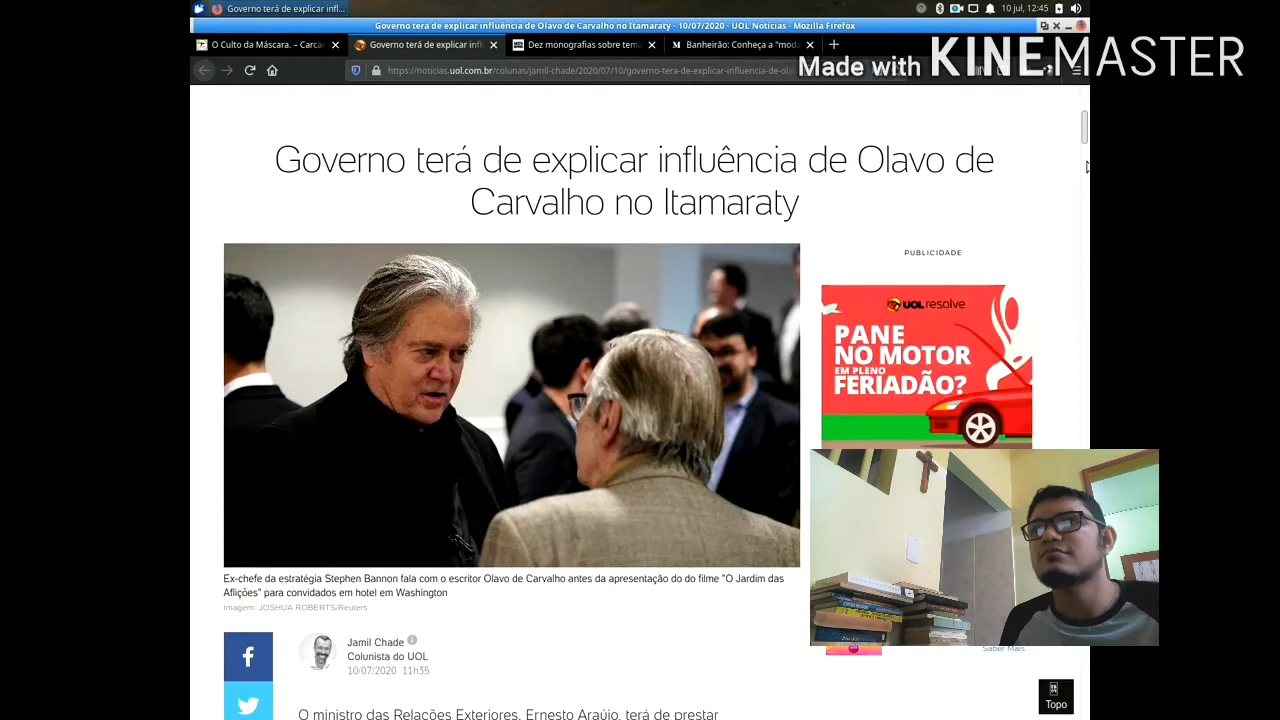 Governo terá de explicar infl...
10 jul, 12:45
Governo terá de explicar influência de Olavo de Carvalho no Itamaraty - 10/07/2020 - UOL Notícias - Mozilla Firefox
O Culto da Máscara. – Carcar
Governo terá de explicar infl
Dez monografias sobre tema
Banheirão: Conheça a "moda
https://noticias.uol.com.br/colunas/jamil-chade/2020/07/10/governo-tera-de-explicar-influencia-de-ola
Made with KINEMASTER
Governo terá de explicar influência de Olavo de
Carvalho no Itamaraty
PUBLICIDADE
UOL resolve
PANE
NO MOTOR
EM PLENO
FERIADÃO?
Ex-chefe da estratégia Stephen Bannon fala com o escritor Olavo de Carvalho antes da apresentação do do filme "O Jardim das
Aflições" para convidados em hotel em Washington
Imagem: JOSHUA ROBERTS/Reuters
Jamil Chade
Colunista do UOL
10/07/2020 11h35
Saber Mais
Topo
O ministro das Relações Exteriores, Ernesto Araújo, terá de prestar